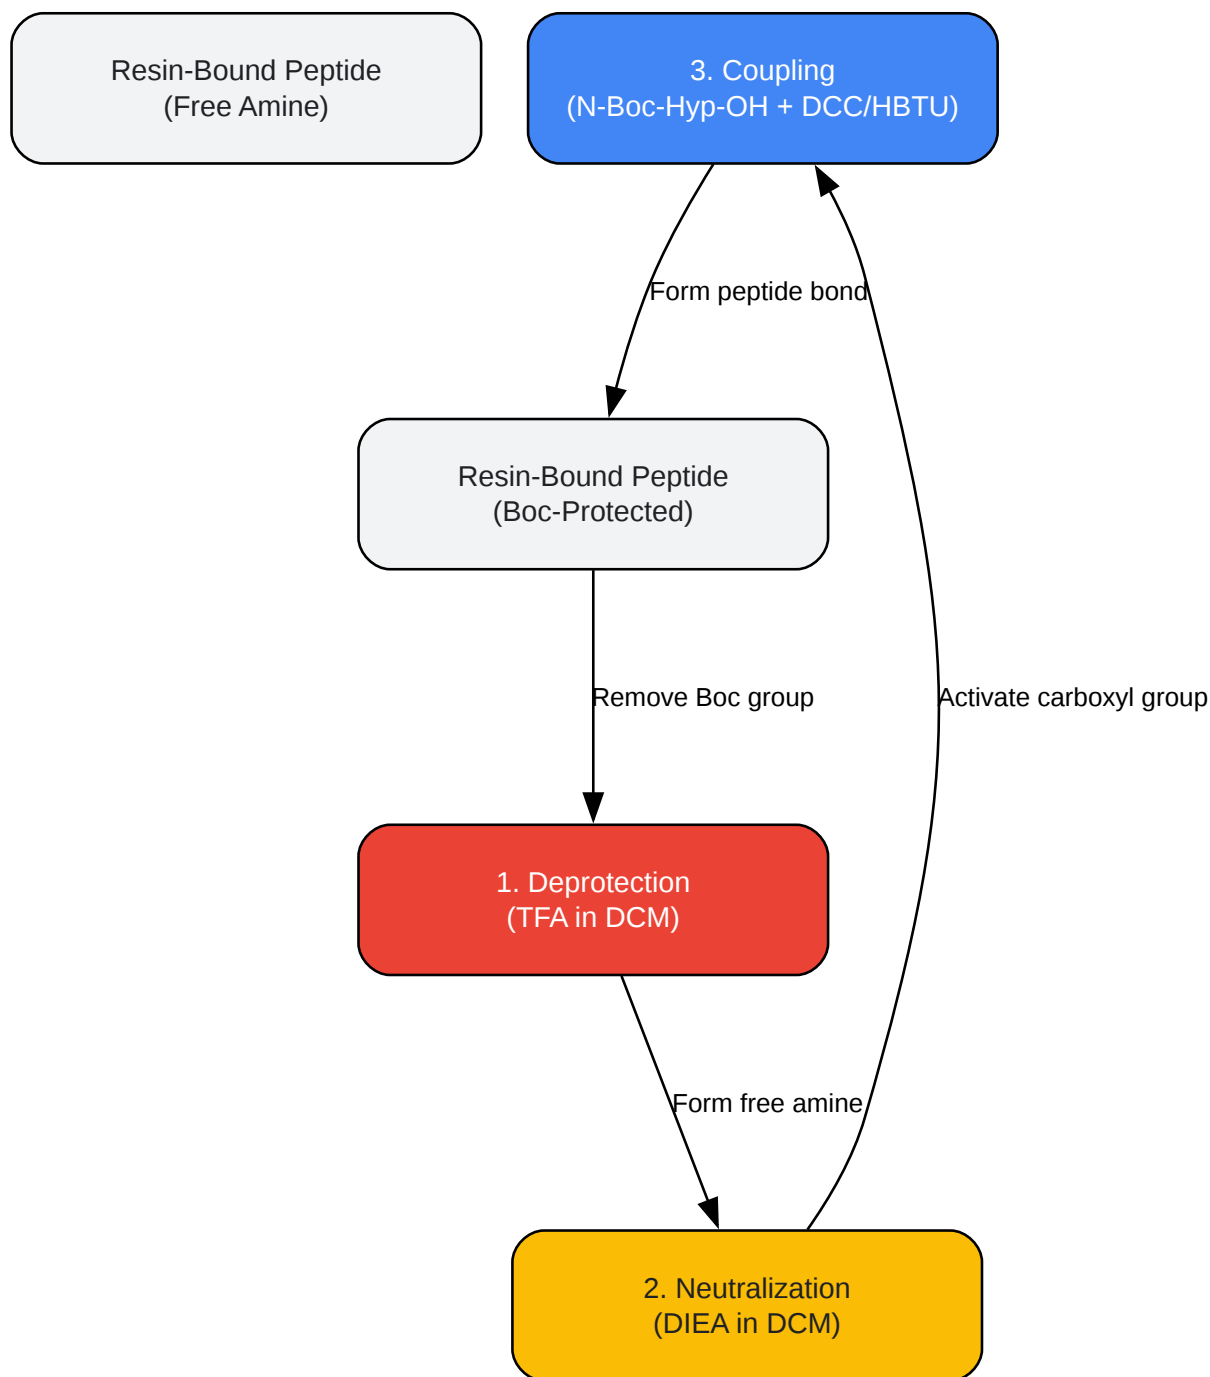 Resin-Bound Peptide
(Free Amine)
3. Coupling
(N-Boc-Hyp-OH + DCC/HBTU)
Form peptide bond
Resin-Bound Peptide
(Boc-Protected)
Remove Boc group
Activate carboxyl group
1. Deprotection
(TFA in DCM)
Form free amine
2. Neutralization
(DIEA in DCM)